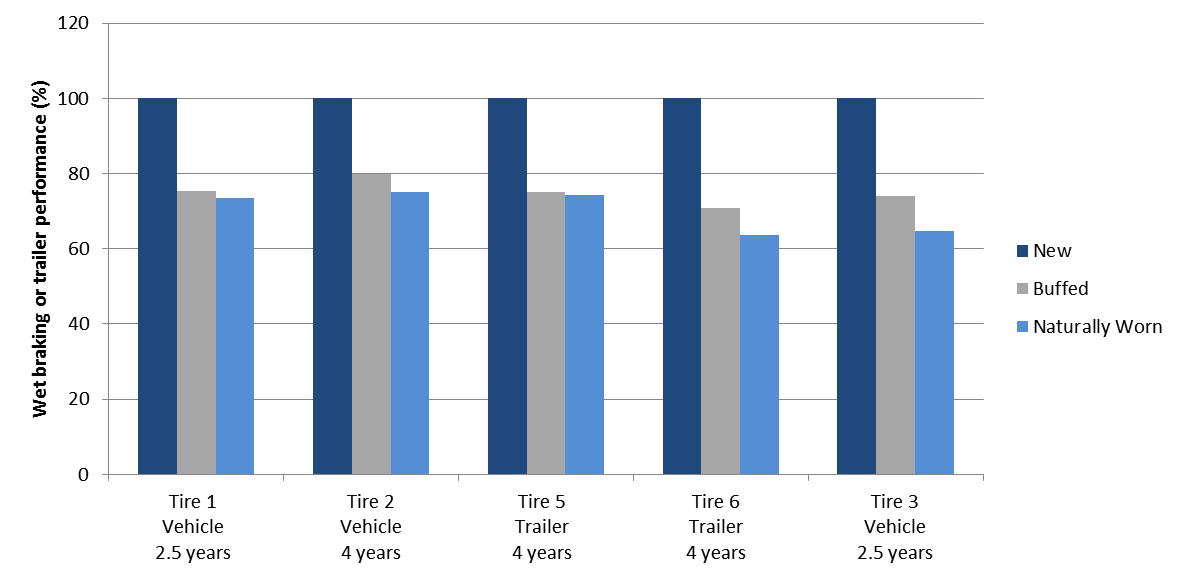 Wet braking or trailer performance (%)
120
100
80
60
40
20
0
Tire 1
Vehicle
2.5 years
Tire 2
Vehicle
4 years
Tire 5
Trailer
4 years
Tire 6
Trailer
4 years
Tire 3
Vehicle
2.5 years
New
Buffed
Naturally Worn